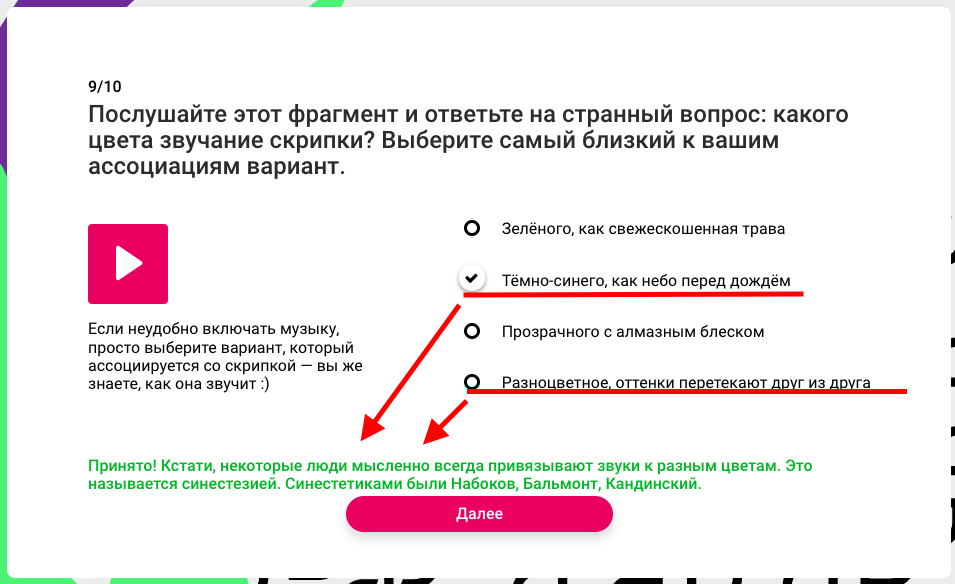 9/10
Послушайте этот фрагмент и ответьте на странный вопрос: какого
цвета звучание скрипки? Выберите самый близкий к вашим
ассоциациям вариант.
Зелёного, как свежескошенная трава
Тёмно-синего, как небо перед дождём
Прозрачного с алмазным блеском
Разноцветное, оттенки перетекают друг из друга
Если неудобно включать музыку,
просто выберите вариант, который
ассоциируется со скрипкой — вы же
знаете, как она звучит :)
Принято! Кстати, некоторые люди мысленно всегда привязывают звуки к разным цветам. Это
называется синестезией. Синестетиками были Набоков, Бальмонт, Кандинский.
Далее